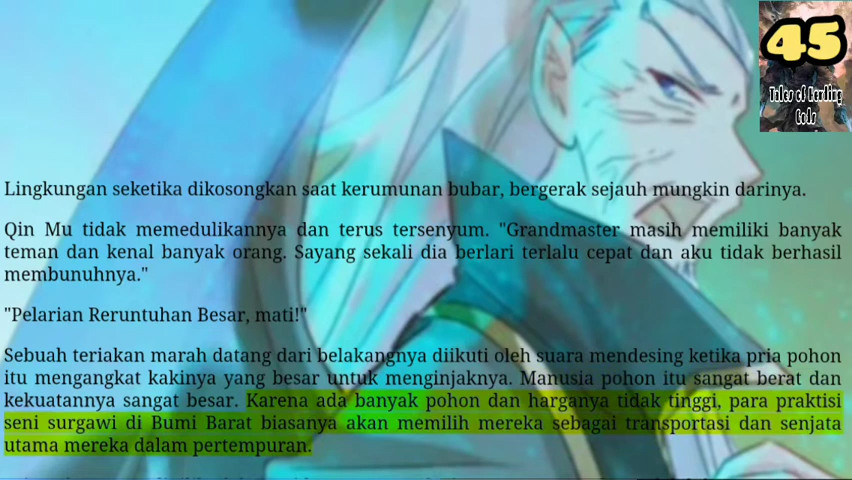 45
Tales of Herding
Gods
Lingkungan seketika dikosongkan saat kerumunan bubar, bergerak sejauh mungkin darinya.
Qin Mu tidak memedulikannya dan terus tersenyum. "Grandmaster masih memiliki banyak
teman dan kenal banyak orang. Sayang sekali dia berlari terlalu cepat dan aku tidak berhasil
membunuhnya."
"Pelarian Reruntuhan Besar, mati!"
Sebuah teriakan marah datang dari belakangnya diikuti oleh suara mendesing ketika pria pohon
itu mengangkat kakinya yang besar untuk menginjaknya. Manusia pohon itu sangat berat dan
kekuatannya sangat besar. Karena ada banyak pohon dan harganya tidak tinggi, para praktisi
seni surgawi di Bumi Barat biasanya akan memilih mereka sebagai transportasi dan senjata
utama mereka dalam pertempuran.